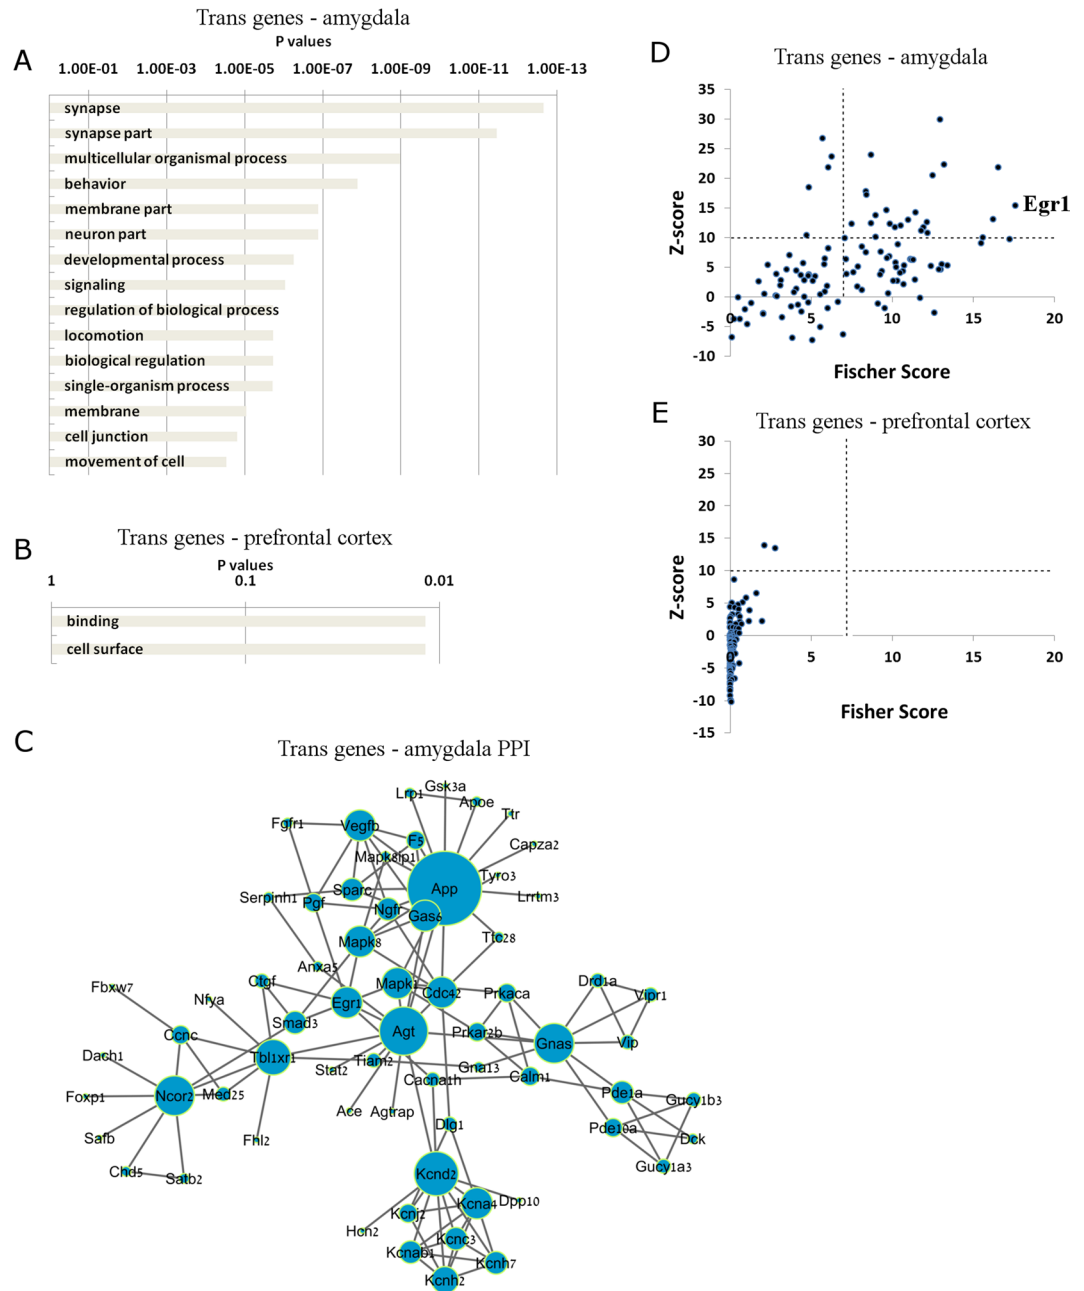 Trans genes - amygdala
P values
A
1.00E-01 1.00E-03 1.00E-05 1.00E-07 1.00E-09 1.00E-11 1.00E-13
synapse
synapse part
multicellular organismal process
behavior
membrane part
neuron part
developmental process
signaling
regulation of biological process
locomotion
biological regulation
single-organism process
membrane
cell junction
movement of cell
B
Trans genes - prefrontal cortex
P values
1 0.1 0.01
binding
cell surface
C
Trans genes - amygdala PPI
Lrp1
Gsk3a
Apoe
Ttr
Fgfr1
Vegfb
F5
Capza2
Mapk8ip1
Tyro3
App
Lrrtm3
Serpinh1
Pgf
Sparc
Ngfr
Gas6
Mapk8
Ttc28
Anxa5
Fbxw7
Nfya
Ctgf
Egr1
Mapk1
Cdc42
Prkaca
Drd1a
Vipr1
Ccnc
Smad3
Agt
Prkar2b
Gnas
Vip
Dach1
Tbl1xr1
Stat2
Tiam2
Gna13
Cacna1h
Calm1
Foxp1
Ncor2
Med25
Pde1a
Gucy1b3
Ace
Agtrap
Dlg1
Pde10a
Dck
Safb
Fhl2
Gucy1a3
Chd5
Satb2
Kcnd2
Kcna4
Dpp10
Kcnj2
Hcn2
Kcnc3
Kcnab1
Kcnh7
Kcnh2
D
Trans genes - amygdala
35
30
25
20
15
10
5
0
-5
-10
Z-score
Egr1
0 5 10 15 20
Fischer Score
E
Trans genes - prefrontal cortex
30
25
20
15
10
5
0
-5
-10
-15
Z-score
0 5 10 15 20
Fisher Score